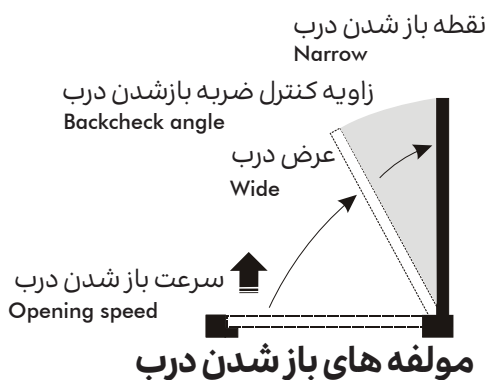 نقطه باز شدن درب
Narrow
زاویه کنترل ضربه بازشدن درب
Backcheck angle
عرض درب
Wide
سرعت باز شدن درب
Opening speed
مولفه های باز شدن درب